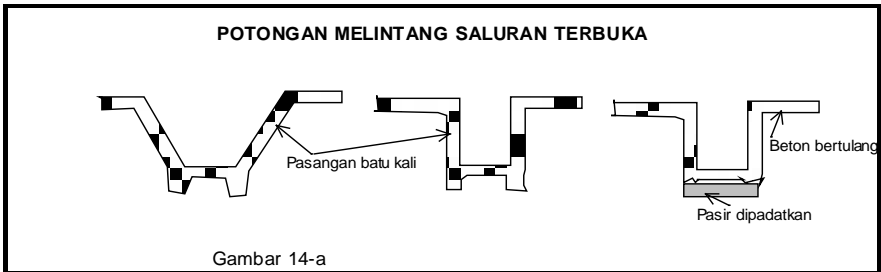 POTONGAN MELINTANG SALURAN TERBUKA
Pasangan batu kali
Beton bertulang
Pasir dipadatkan
Gambar 14-a